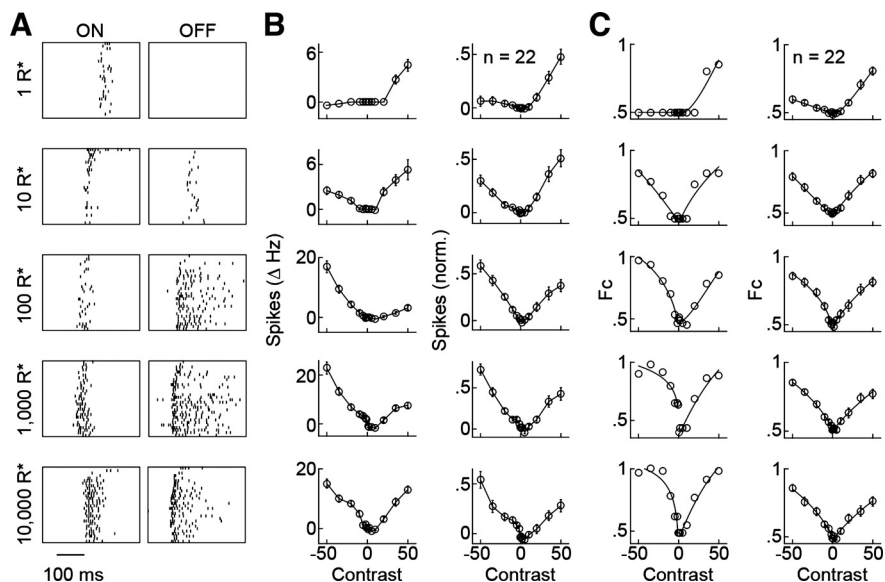 A
ON OFF
B
C
1 R*
10 R*
100 R*
1,000 R*
10,000 R*
100 ms
6
0
6
0
20
0
20
0
20
0
Spikes (Δ Hz)
-50 0 50
Contrast
n = 22
.5
0
.5
0
.5
0
.5
0
.5
0
Spikes (norm.)
-50 0 50
1
.5
1
.5
1
.5
1
.5
1
.5
Fc
-50 0 50
Contrast
n = 22
1
.5
1
.5
1
.5
1
.5
1
.5
Fc
-50 0 50